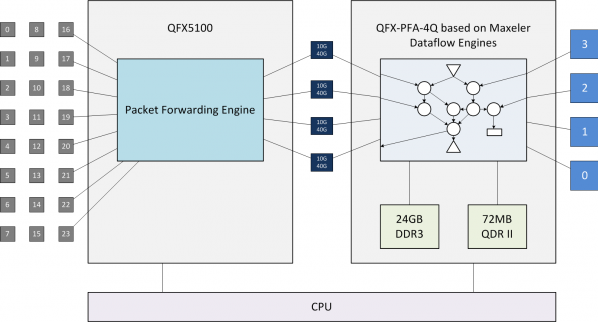 0 8 16
1 9 17
2 10 18
3 11 19
4 12 20
5 13 21
6 14 22
7 15 23
QFX5100
Packet Forwarding Engine
10G
40G
10G
40G
10G
40G
10G
40G
QFX-PFA-4Q based on Maxeler
Dataflow Engines
24GB
DDR3
72MB
QDR II
3
2
1
0
CPU